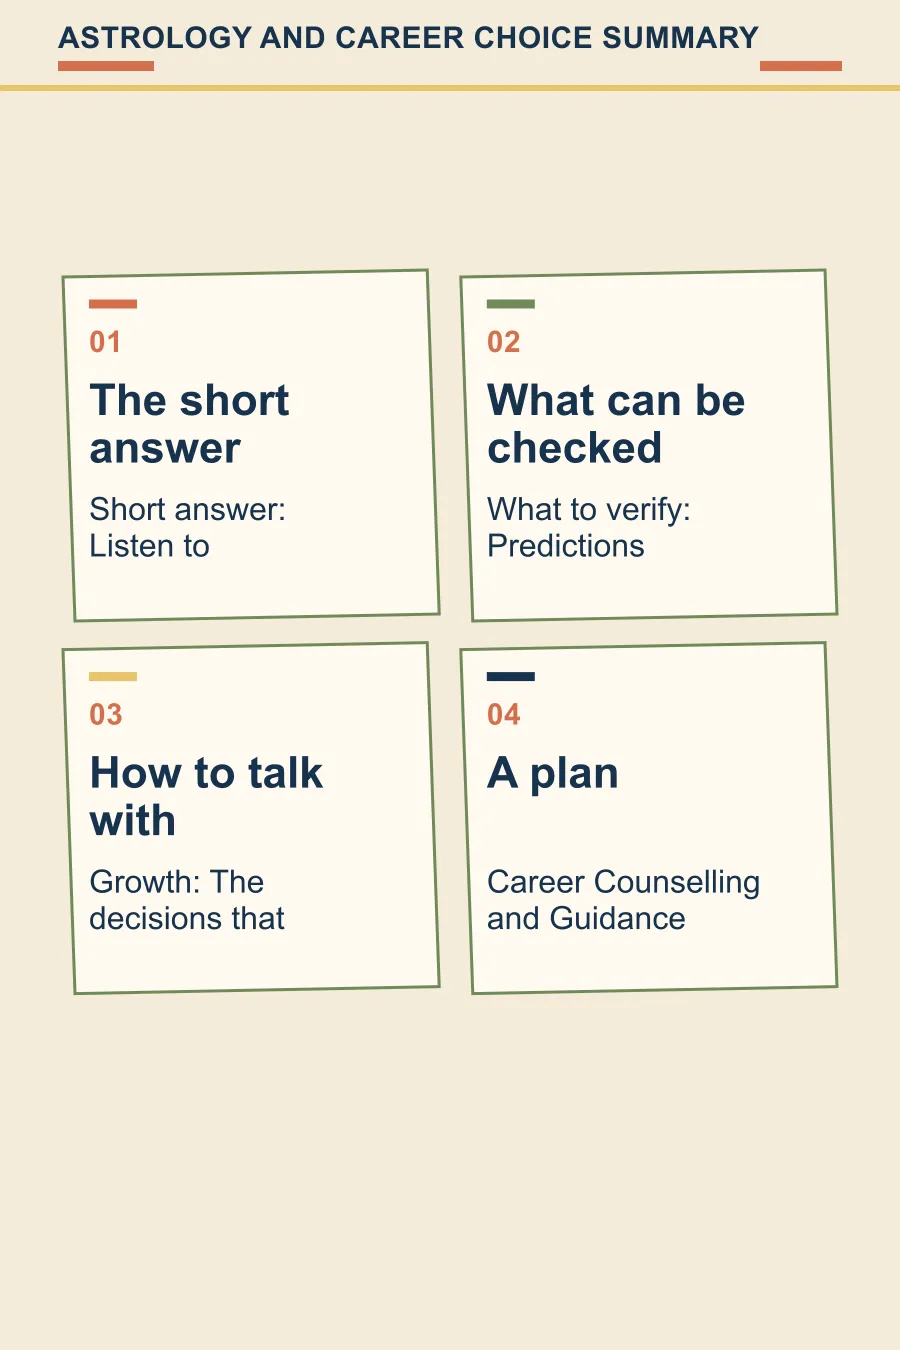 ASTROLOGY AND CAREER CHOICE SUMMARY
01
The short
answer
Short answer:
Listen to
02
What can be
checked
What to verify:
Predictions
03
How to talk
with
Growth: The
decisions that
04
A plan
Career Counselling
and Guidance